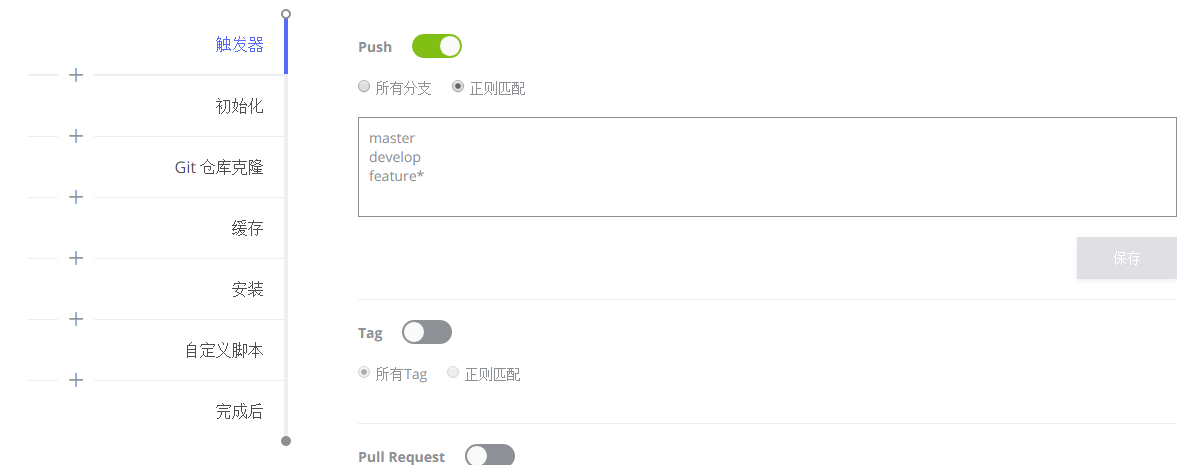 触发器
初始化
Git 仓库克隆
缓存
安装
自定义脚本
完成后
Push
所有分支 正则匹配
master
develop
feature*
保存
Tag
所有Tag 正则匹配
Pull Request